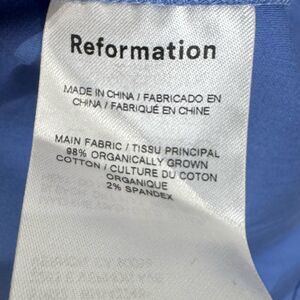 Reformation
MADE IN CHINA / FABRICADO EN
CHINA / FABRIQUÉ EN CHINE
MAIN FABRIC / TISSU PRINCIPAL
98% ORGANICALLY GROWN
COTTON / CULTURE DU COTON
ORGANIQUE
2% SPANDEX